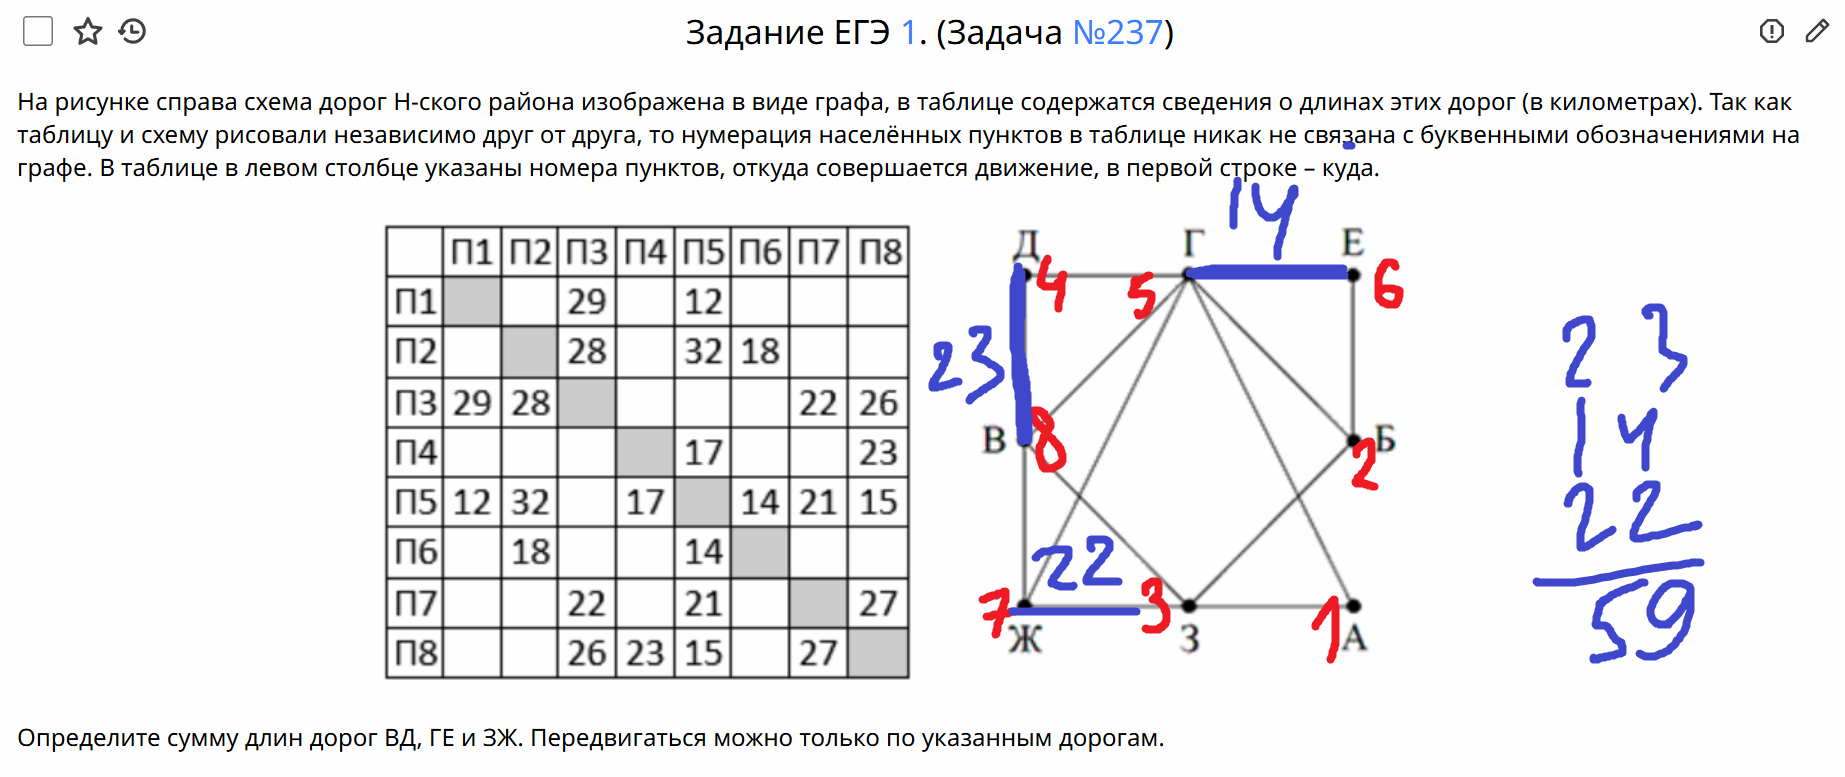 Задание ЕГЭ 1. (Задача №237)
На рисунке справа схема дорог Н-ского района изображена в виде графа, в таблице содержатся сведения о длинах этих дорог (в километрах). Так как
таблицу и схему рисовали независимо друг от друга, то нумерация населённых пунктов в таблице никак не связана с буквенными обозначениями на
графе. В таблице в левом столбце указаны номера пунктов, откуда совершается движение, в первой строке – куда.
П1 П2 П3 П4 П5 П6 П7 П8
П1 29 12
П2 28 32 18
П3 29 28 22 26
П4 17 23
П5 12 32 17 14 21 15
П6 18 14
П7 22 21 27
П8 26 23 15 27
14
Д Г Е
4 5 6
23
В 8 Б 2
22
7 3 1
Ж З А
23
14
22
59
Определите сумму длин дорог ВД, ГЕ и ЗЖ. Передвигаться можно только по указанным дорогам.